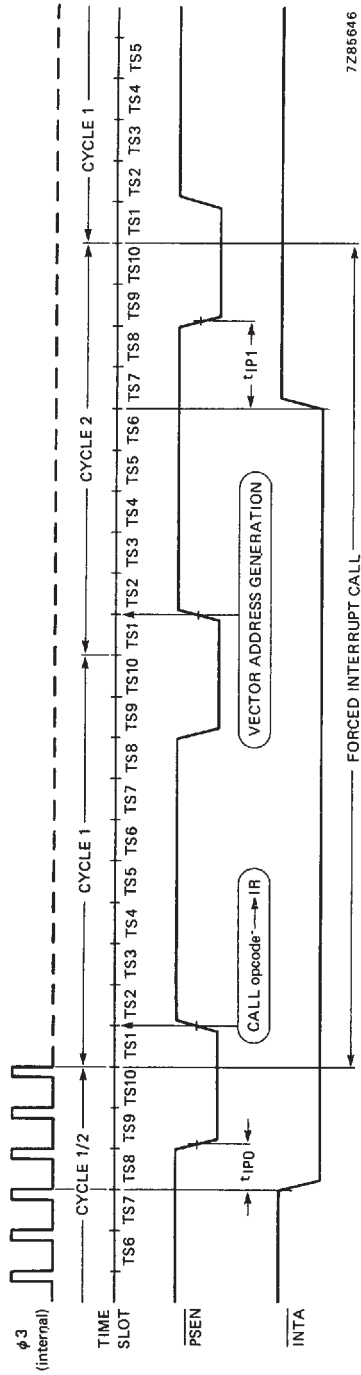 φ3
(internal)
CYCLE 1/2
CYCLE 1
CYCLE 2
CYCLE 1
TIME
SLOT
TS6 TS7 TS8 TS9 TS10 TS1 TS2 TS3 TS4 TS5 TS6 TS7 TS8 TS9 TS10 TS1 TS2 TS3 TS4 TS5 TS6 TS7 TS8 TS9 TS10 TS1 TS2 TS3 TS4 TS5
PSEN
tIP0
CALL opcode → IR
VECTOR ADDRESS GENERATION
tIP1
INTA
FORCED INTERRUPT CALL
7Z85646